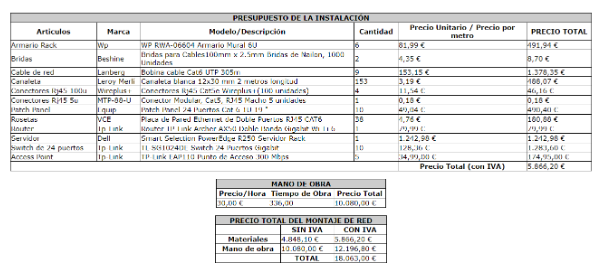 PRESUPUESTO DE LA INSTALACIÓN
Artículos Marca Modelo/Descripción Cantidad Precio Unitario / Precio por metro PRECIO TOTAL
Armario Rack Wp WP RWA-06604 Armario Mural 6U 6 81,99 € 491,94 €
Bridas Beshine Bridas para Cables100mm x 2.5mm Bridas de Nailon, 1000 Unidades 2 4,35 € 8,70 €
Cable de red Lanberg Bobina cable Cat6 UTP 305m 9 153,15 € 1.378,35 €
Canaleta Leroy Merli Canaleta blanca 12x30 mm 2 metros longitud 153 3,19 € 488,07 €
Conectores RJ45 100u Wireplus+ Conectores RJ45 Cat5e Wireplus+(100 unidades) 4 11,54 € 46,16 €
Conectores RJ45 5u MTP-88-U Conector Modular, Cat5, RJ45 Macho 5 unidades 1 0,18 € 0,18 €
Patch Panel Equip Patch Panel 24 Puertos Cat 6 1U 19 " 10 49,04 € 490,40 €
Rosetas VCE Placa de Pared Ethernet de Doble Puertos RJ45 CAT6 38 4,76 € 180,88 €
Router Tp-Link Router TP-Link Archer AX50 Doble Banda Gigabit Wi-Fi 6 1 79,99 € 79,99 €
Servidor Dell Smart Selection PowerEdge R250 Servidor Rack 1 1.242,98 € 1.242,98 €
Switch de 24 puertos Tp-Link TL-SG1024DE Switch 24 Puertos Gigabit 10 128,36 € 1.283,60 €
Access Point Tp-Link TP-Link EAP110 Punto de Acceso 300 Mbps 5 34,99,00 € 174,95,00 €
Precio Total (con IVA) 5.866,20 €
MANO DE OBRA
Precio/Hora Tiempo de Obra Precio Total
30,00 € 336,00 10.080,00 €
PRECIO TOTAL DEL MONTAJE DE RED
SIN IVA CON IVA
Materiales 4.848,10 € 5.866,20 €
Mano de obra 10.080,00 € 12.196,80 €
TOTAL 18.063,00 €